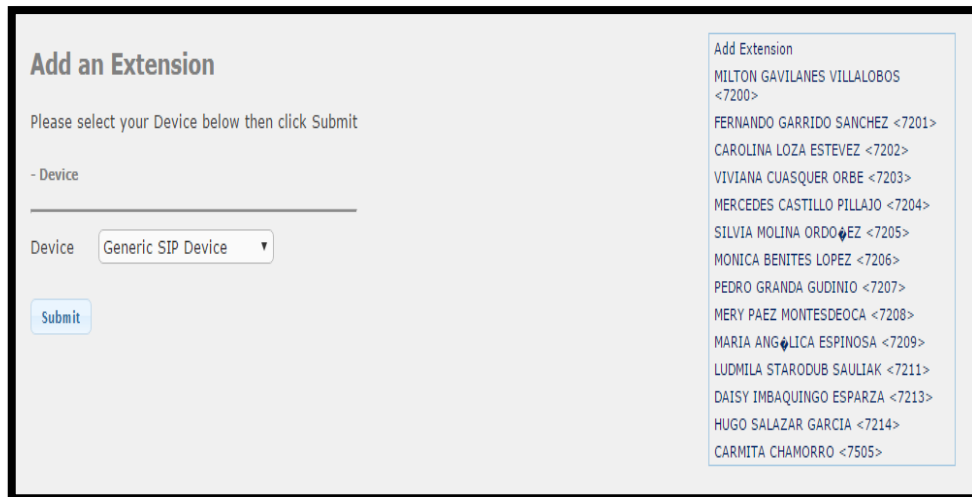 Add an Extension
Please select your Device below then click Submit
- Device
Device Generic SIP Device
Submit
Add Extension
MILTON GAVILANES VILLALOBOS
<7200>
FERNANDO GARRIDO SANCHEZ <7201>
CAROLINA LOZA ESTEVEZ <7202>
VIVIANA CUASQUER ORBE <7203>
MERCEDES CASTILLO PILLAJO <7204>
SILVIA MOLINA ORDO�EZ <7205>
MONICA BENITES LOPEZ <7206>
PEDRO GRANDA GUDINIO <7207>
MERY PAEZ MONTESDEOCA <7208>
MARIA ANG�LICA ESPINOSA <7209>
LUDMILA STARODUB SAULIAK <7211>
DAISY IMBAQUINGO ESPARZA <7213>
HUGO SALAZAR GARCIA <7214>
CARMITA CHAMORRO <7505>